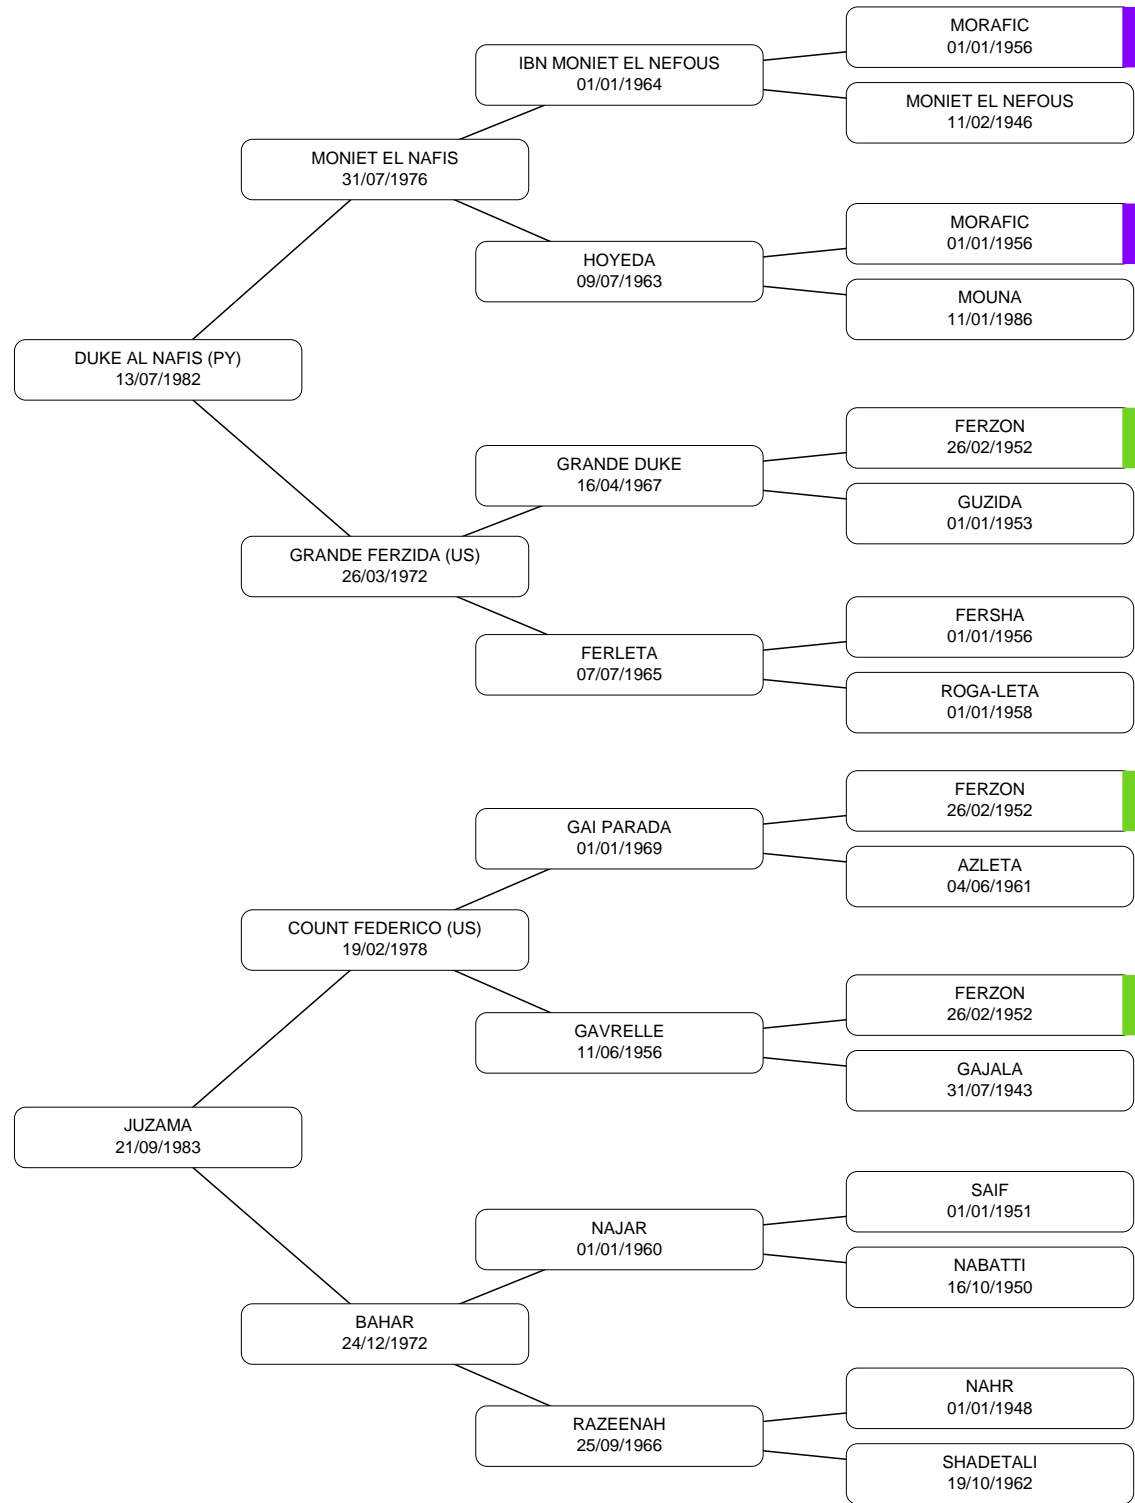 MORAFIC
01/01/1956
IBN MONIET EL NEFOUS
01/01/1964
MONIET EL NEFOUS
11/02/1946
MONIET EL NAFIS
31/07/1976
MORAFIC
01/01/1956
HOYEDA
09/07/1963
MOUNA
11/01/1986
DUKE AL NAFIS (PY)
13/07/1982
FERZON
26/02/1952
GRANDE DUKE
16/04/1967
GUZIDA
01/01/1953
GRANDE FERZIDA (US)
26/03/1972
FERSHA
01/01/1956
FERLETA
07/07/1965
ROGA-LETA
01/01/1958
FERZON
26/02/1952
GAI PARADA
01/01/1969
AZLETA
04/06/1961
COUNT FEDERICO (US)
19/02/1978
FERZON
26/02/1952
GAVRELLE
11/06/1956
GAJALA
31/07/1943
JUZAMA
21/09/1983
SAIF
01/01/1951
NAJAR
01/01/1960
NABATTI
16/10/1950
BAHAR
24/12/1972
NAHR
01/01/1948
RAZEENAH
25/09/1966
SHADETALI
19/10/1962